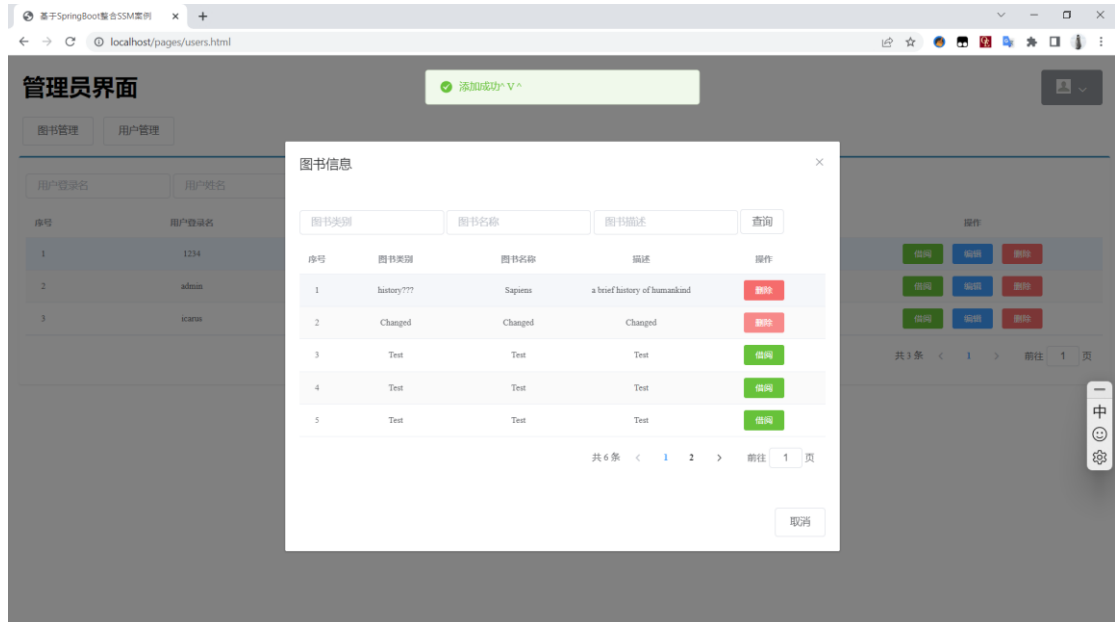 基于SpringBoot整合SSM案例
localhost/pages/users.html
管理员界面
添加成功^ V ^
图书管理 用户管理
图书信息
用户登录名 用户姓名
图书类别 图书名称 图书描述 查询
序号 用户登录名 操作
序号 图书类别 图书名称 描述 操作
1 1234 借阅 编辑 删除
1 history??? Sapiens a brief history of humankind 删除
2 admin 借阅 编辑 删除
2 Changed Changed Changed 删除
3 icarus 借阅 编辑 删除
3 Test Test Test 借阅
共 3 条 1 前往 1 页
4 Test Test Test 借阅
5 Test Test Test 借阅
中
共 6 条 1 2 前往 1 页
取消